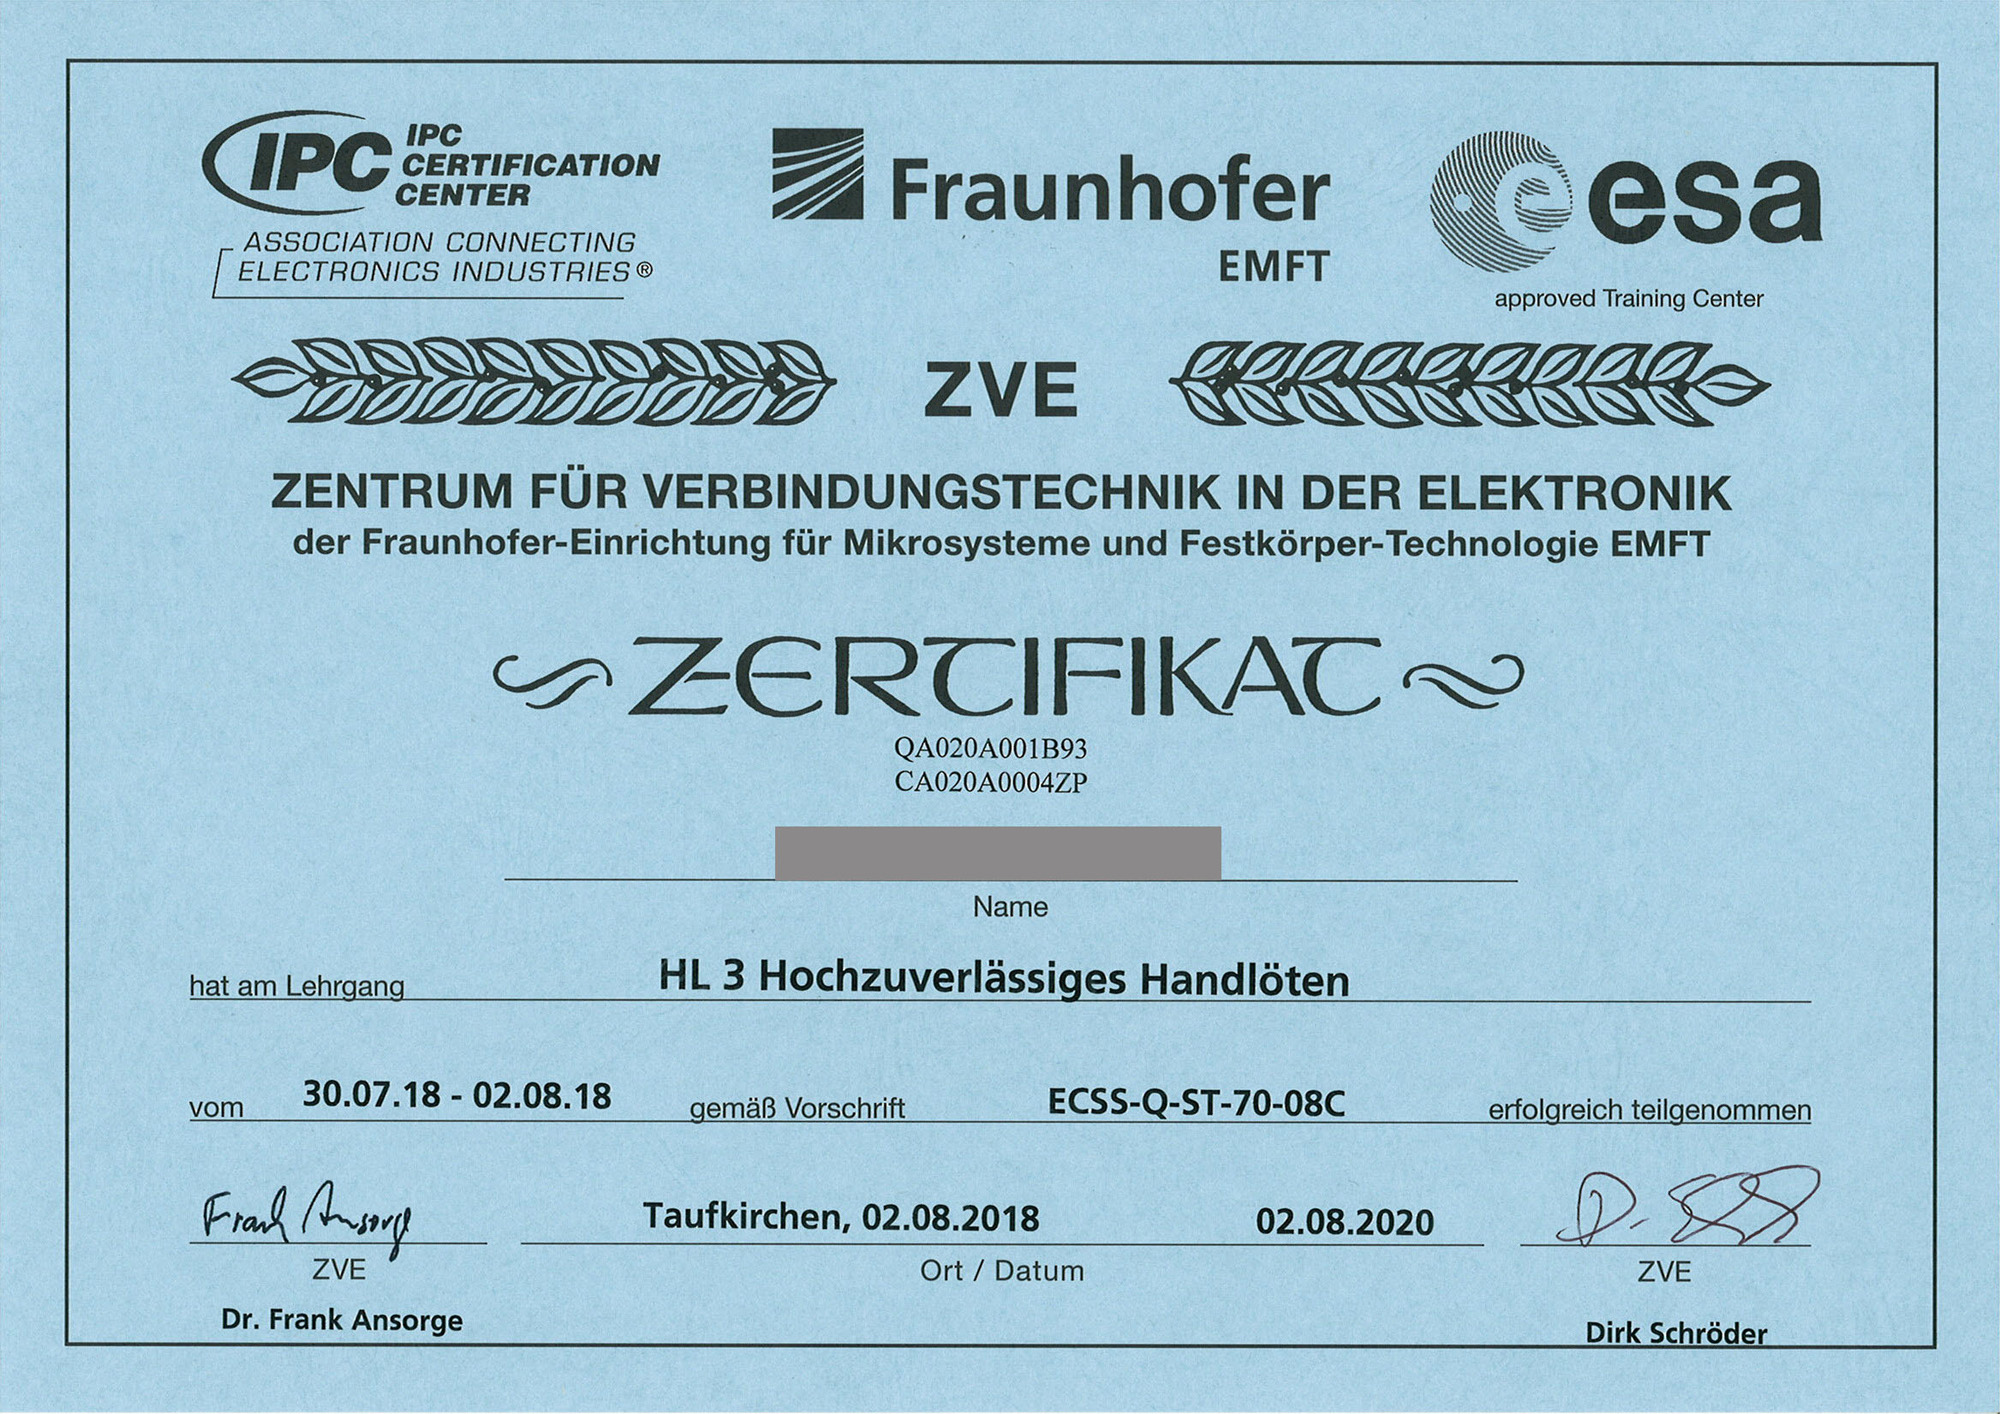 IPC IPC
CERTIFICATION
CENTER
ASSOCIATION CONNECTING
ELECTRONICS INDUSTRIES®
Fraunhofer
EMFT
esa
approved Training Center
ZVE
ZENTRUM FÜR VERBINDUNGSTECHNIK IN DER ELEKTRONIK
der Fraunhofer-Einrichtung für Mikrosysteme und Festkörper-Technologie EMFT
ZERTIFIKAT
QA020A001B93
CA020A0004ZP
Name
hat am Lehrgang HL 3 Hochzuverlässiges Handlöten
vom 30.07.18 - 02.08.18 gemäß Vorschrift ECSS-Q-ST-70-08C erfolgreich teilgenommen
Frank Ansorge Taufkirchen, 02.08.2018 02.08.2020
ZVE Ort / Datum ZVE
Dr. Frank Ansorge Dirk Schröder